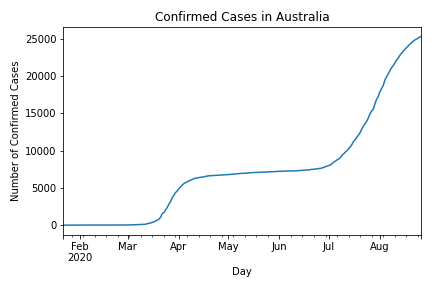 Confirmed Cases in Australia
Number of Confirmed Cases
25000
20000
15000
10000
5000
0
Feb Mar Apr May Jun Jul Aug
2020
Day